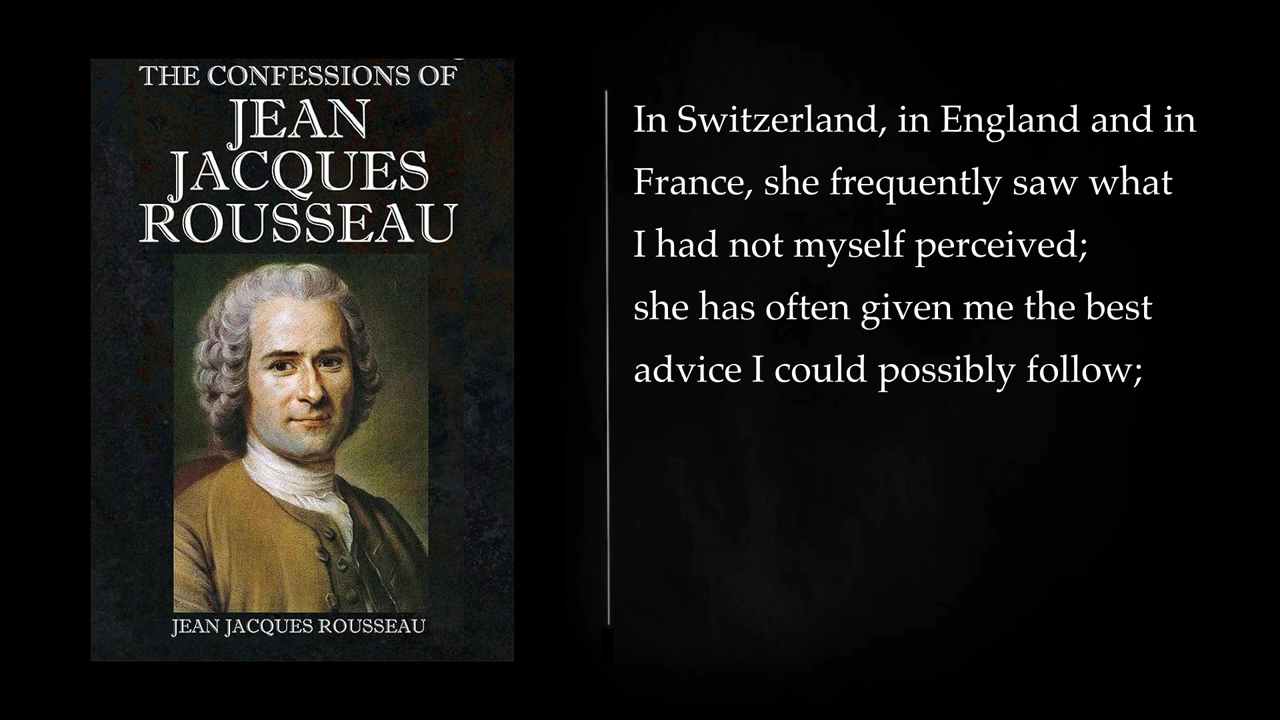 THE CONFESSIONS OF
JEAN
JACQUES
ROUSSEAU
JEAN JACQUES ROUSSEAU
In Switzerland, in England and in
France, she frequently saw what
I had not myself perceived;
she has often given me the best
advice I could possibly follow;